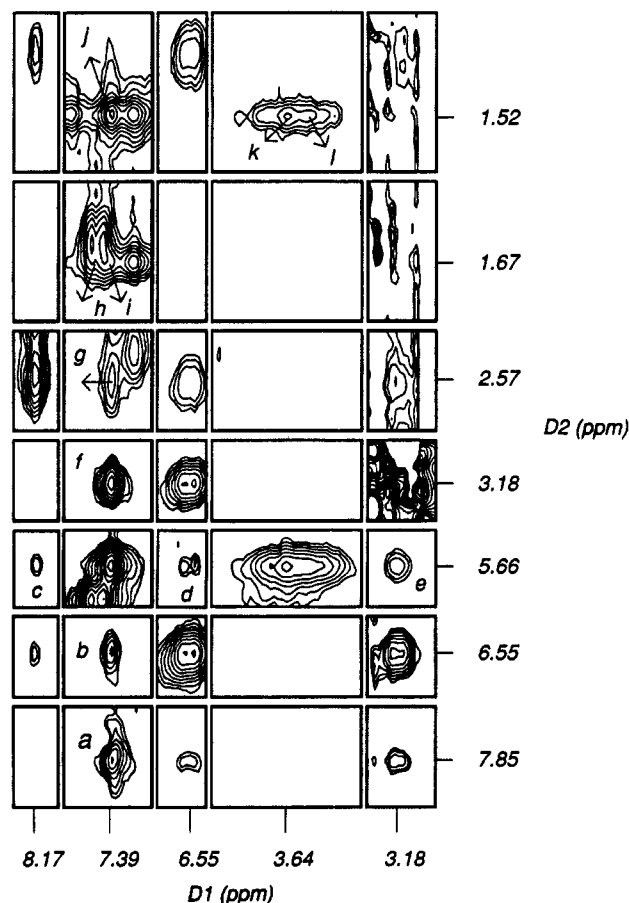 j
1.52
k l
1.67
h i
g
2.57
D2 (ppm)
f
3.18
5.66
c d e
b
6.55
a
7.85
8.17 7.39 6.55 3.64 3.18
D1 (ppm)